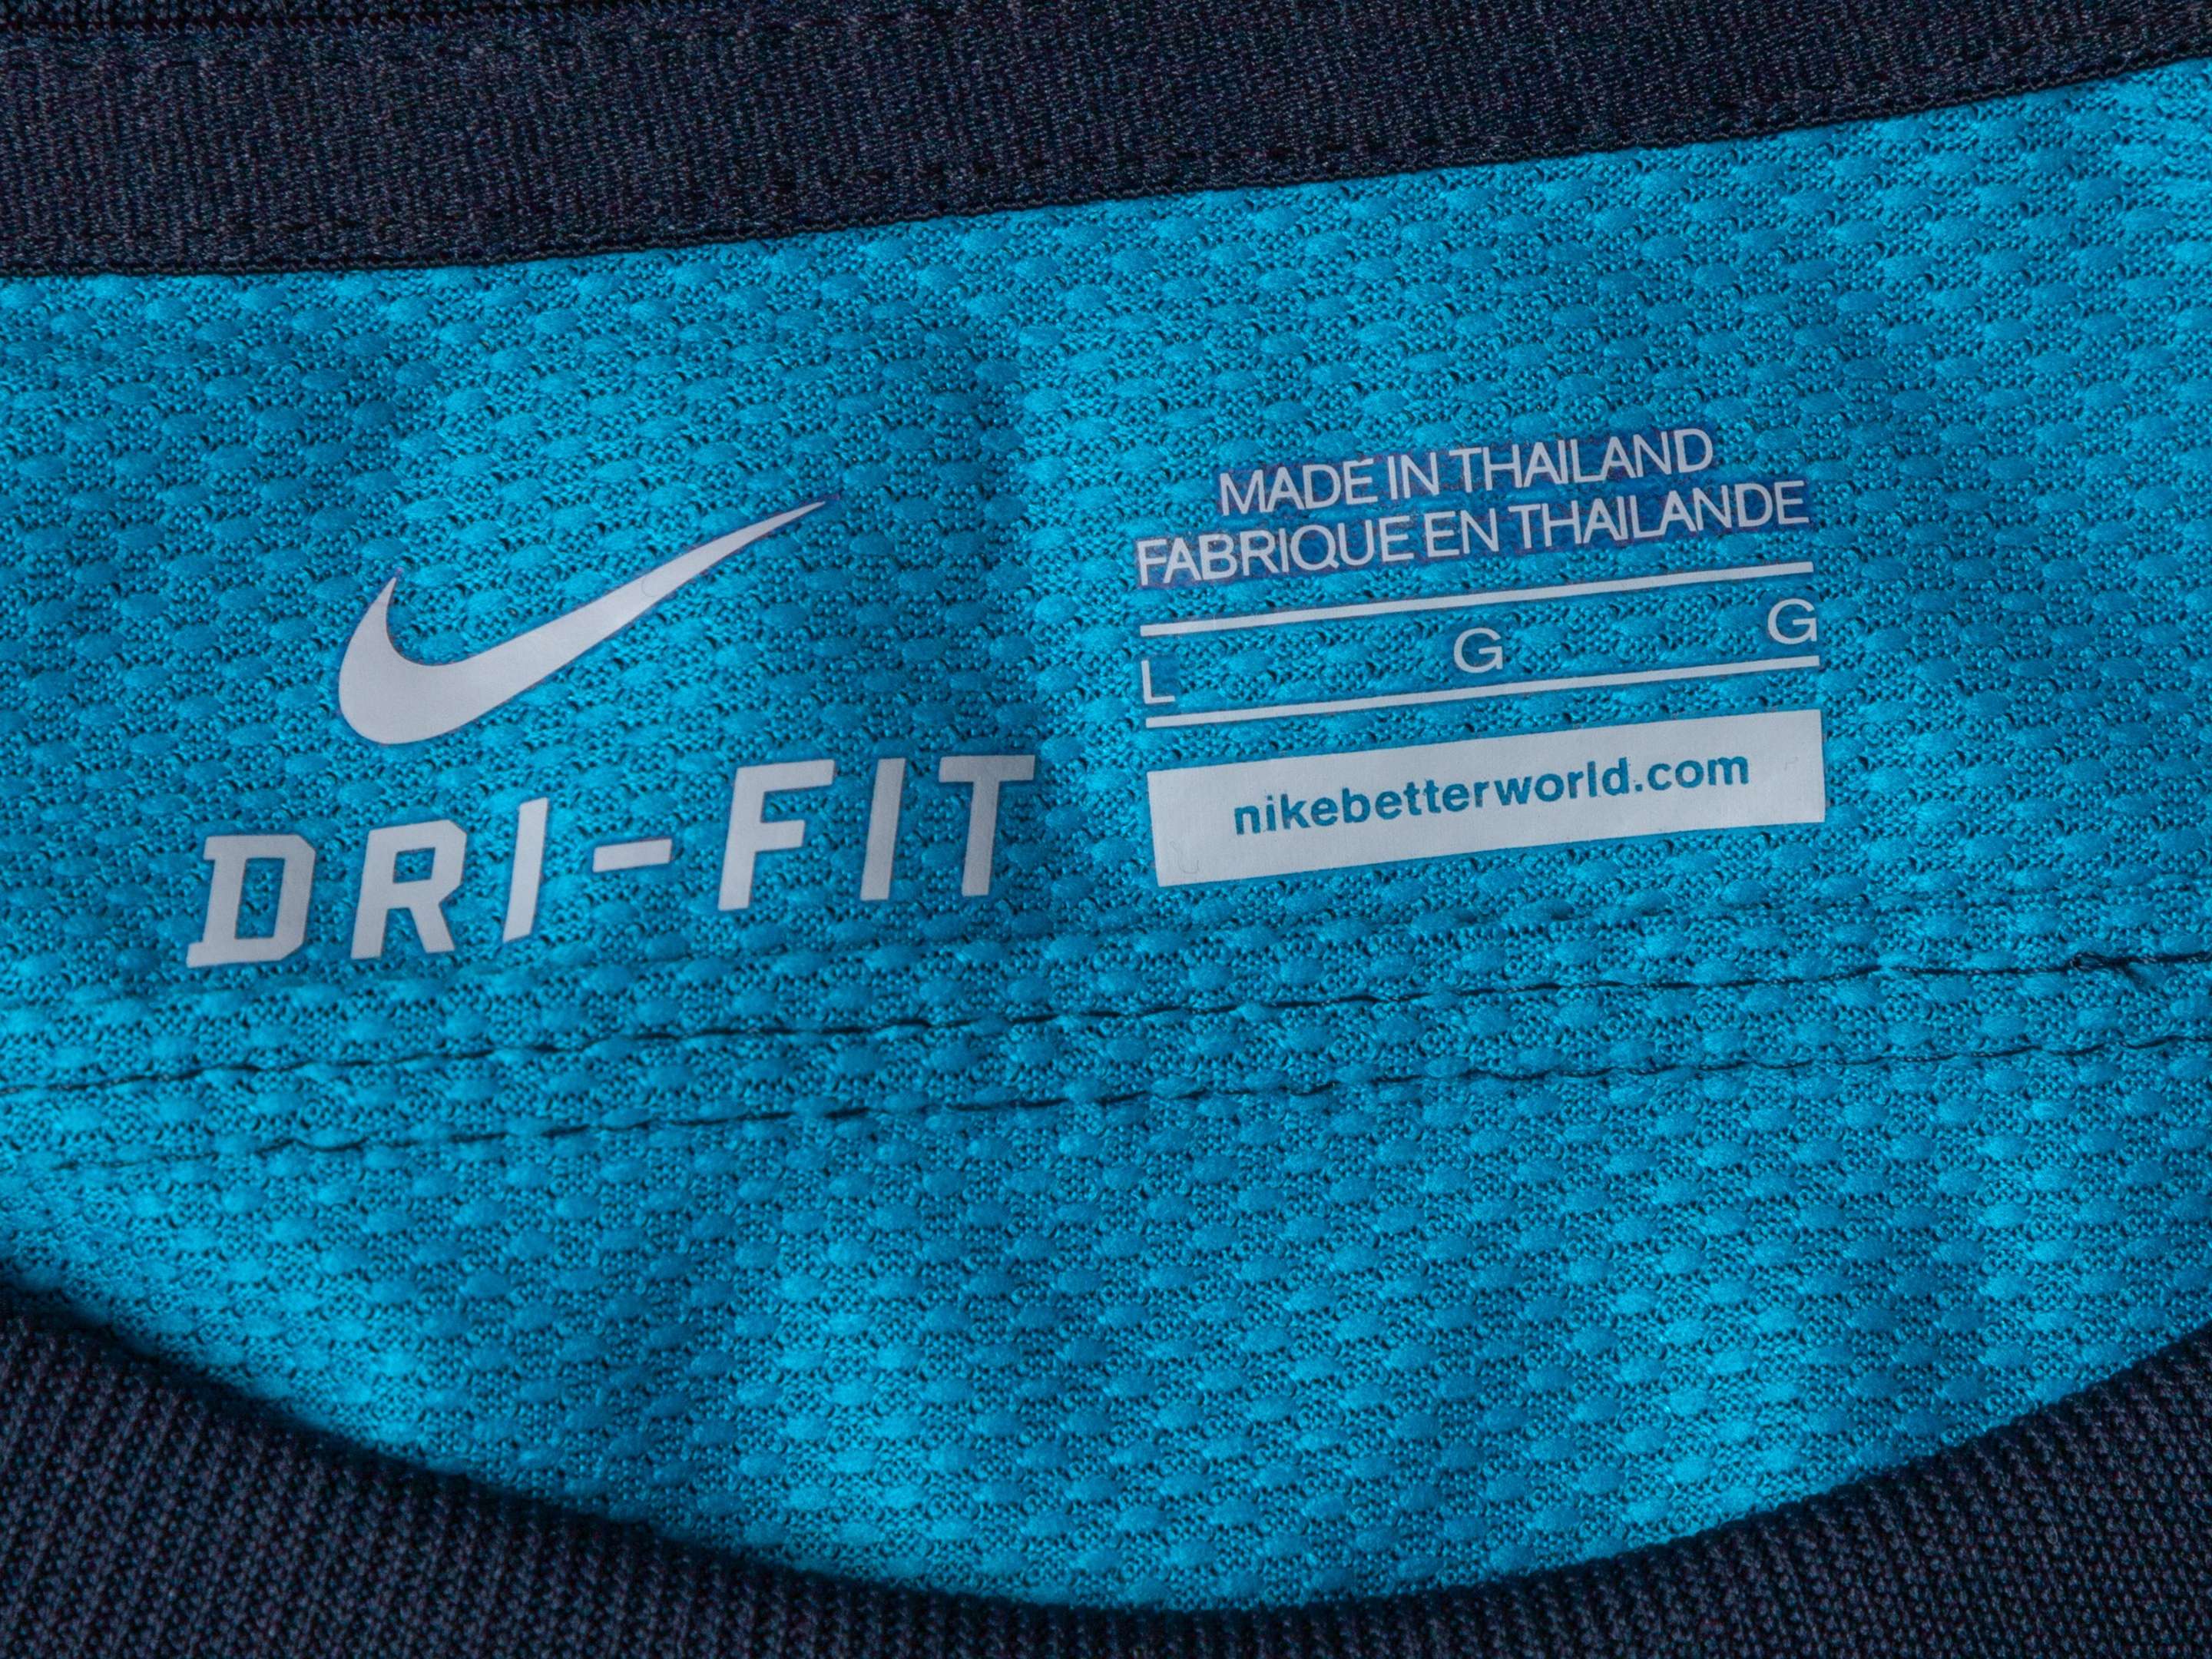 DRI-FIT
MADE IN THAILAND
FABRIQUE EN THAILANDE
L G G
nikebetterworld.com